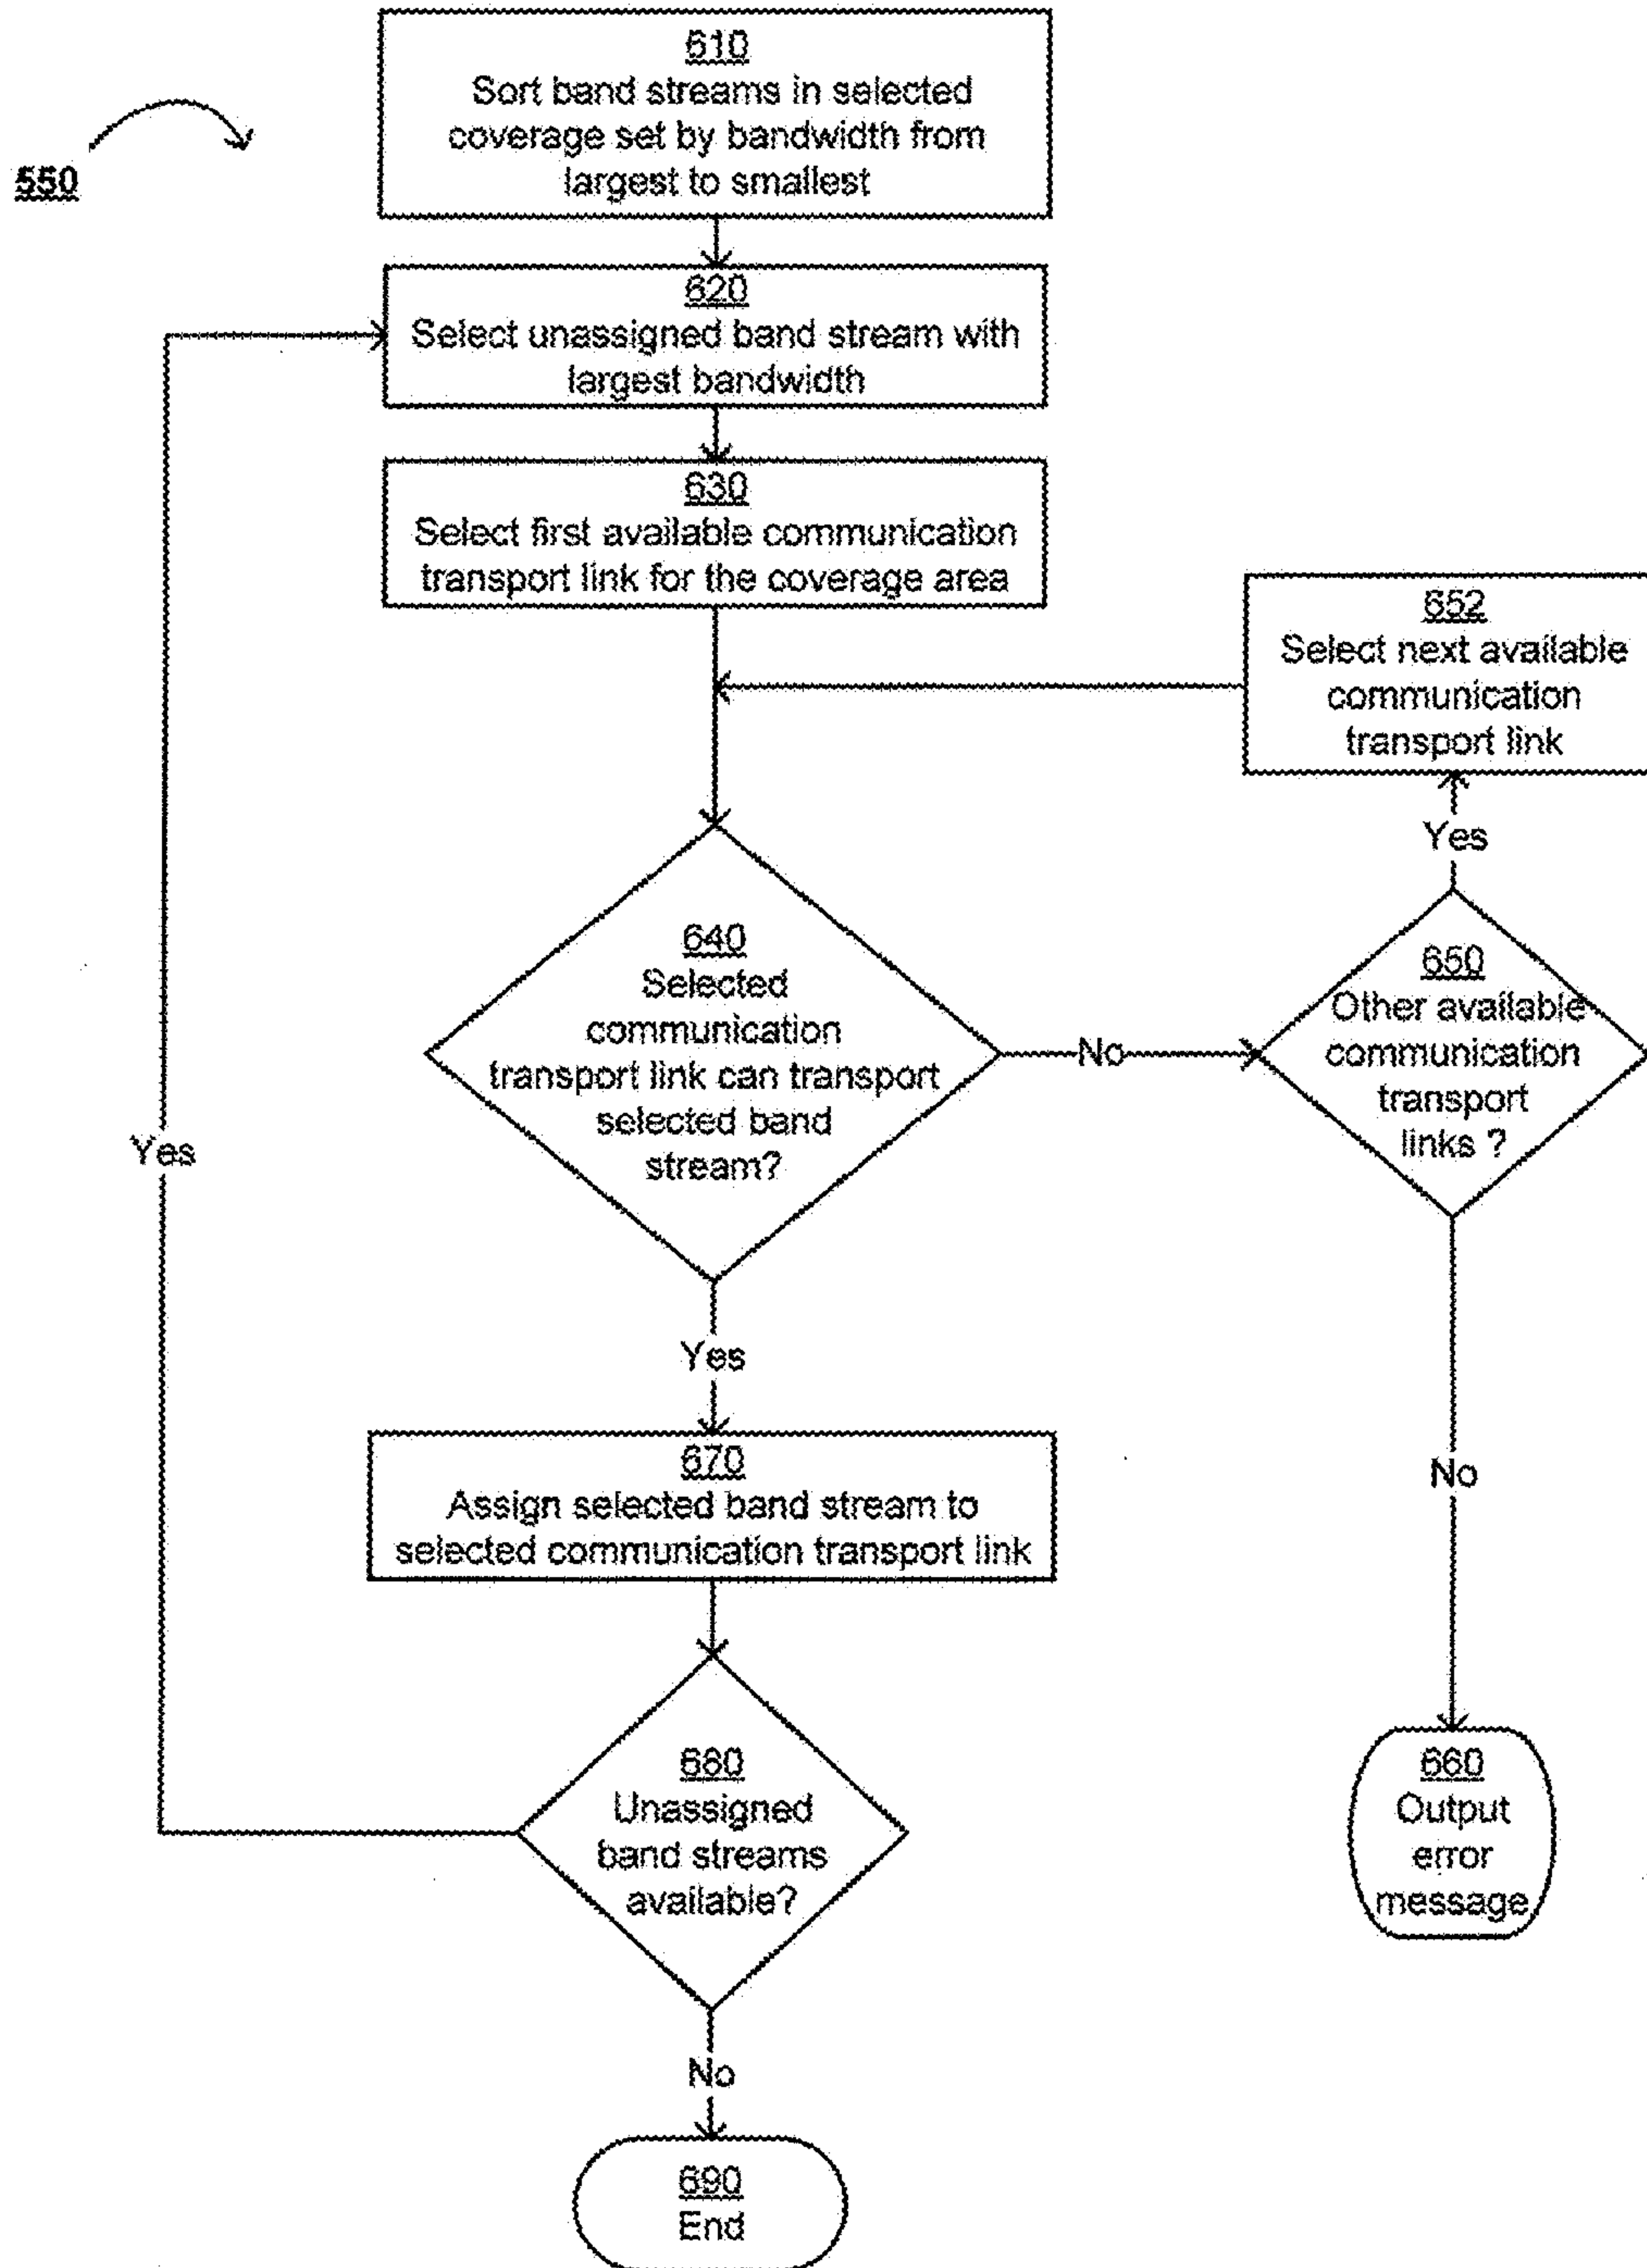 610
Sort band streams in selected
coverage set by bandwidth from
largest to smallest
550
620
Select unassigned band stream with
largest bandwidth
630
Select first available communication
transport link for the coverage area
652
Select next available
communication
transport link
Yes
640
Selected
communication
transport link can transport
selected band
stream?
No
650
Other available
communication
transport
links ?
Yes
Yes
No
670
Assign selected band stream to
selected communication transport link
680
Unassigned
band streams
available?
660
Output
error
message
No
690
End